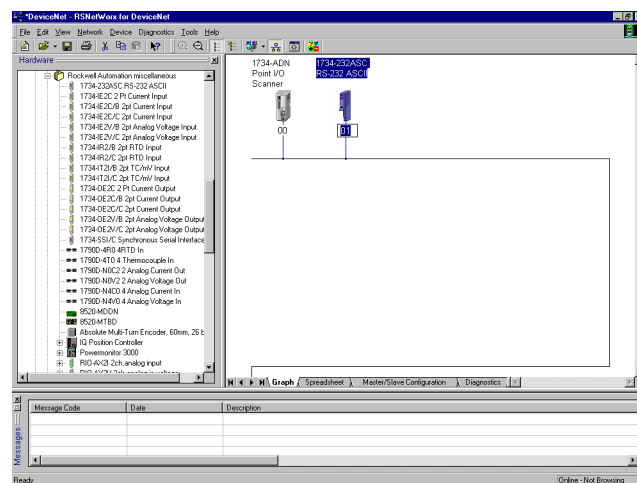 *DeviceNet - RSNetWorx for DeviceNet
File Edit View Network Device Diagnostics Tools Help
Hardware
Rockwell Automation miscellaneous
1734-232ASC RS-232 ASCII
1734-IE2C 2 Pt Current Input
1734-IE2C/B 2pt Current Input
1734-IE2C/C 2pt Current Input
1734-IE2V/B 2pt Analog Voltage Input
1734-IE2V/C 2pt Analog Voltage Input
1734-IR2/B 2pt RTD Input
1734-IR2/C 2pt RTD Input
1734-IT2I/B 2pt TC/mV Input
1734-IT2I/C 2pt TC/mV Input
1734-OE2C 2 Pt Current Output
1734-OE2C/B 2pt Current Output
1734-OE2C/C 2pt Current Output
1734-OE2V/B 2pt Analog Voltage Output
1734-OE2V/C 2pt Analog Voltage Output
1734-SSI/C Synchronous Serial Interface
1790D-4R0 4RTD In
1790D-4T0 4 Thermocouple In
1790D-N0C2 2 Analog Current Out
1790D-N0V2 2 Analog Voltage Out
1790D-N4C0 4 Analog Current In
1790D-N4V0 4 Analog Voltage In
8520-MDDN
8520-MTBD
Absolute Multi-Turn Encoder, 60mm, 26 b
IQ Position Controller
Powermonitor 3000
RIO-AX2I 2ch,analog input
1734-ADN
Point I/O
Scanner
00
1734-232ASC
RS-232 ASCII
01
Graph Spreadsheet Master/Slave Configuration Diagnostics
Messages
Message Code Date Description
Ready
Online - Not Browsing